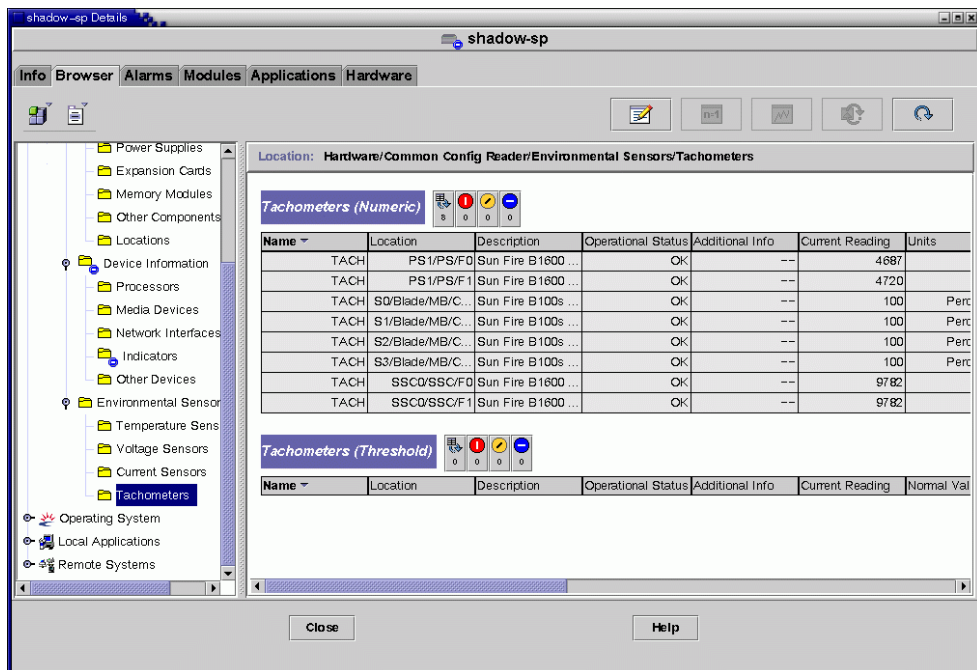 shadow-sp Details
shadow-sp
Info Browser Alarms Modules Applications Hardware
n=1
Power Supplies
Expansion Cards
Memory Modules
Other Components
Locations
Device Information
Processors
Media Devices
Network Interfaces
Indicators
Other Devices
Environmental Sensor
Temperature Sens
Voltage Sensors
Current Sensors
Tachometers
Operating System
Local Applications
Remote Systems
Location: Hardware/Common Config Reader/Environmental Sensors/Tachometers
Tachometers (Numeric) 8 0 0 0
Name Location Description Operational Status Additional Info Current Reading Units
TACH PS1/PS/F0 Sun Fire B1600 ... OK -- 4687
TACH PS1/PS/F1 Sun Fire B1600 ... OK -- 4720
TACH S0/Blade/MB/C... Sun Fire B100s ... OK -- 100 Perc
TACH S1/Blade/MB/C... Sun Fire B100s ... OK -- 100 Perc
TACH S2/Blade/MB/C... Sun Fire B100s ... OK -- 100 Perc
TACH S3/Blade/MB/C... Sun Fire B100s ... OK -- 100 Perc
TACH SSC0/SSC/F0 Sun Fire B1600 ... OK -- 9782
TACH SSC0/SSC/F1 Sun Fire B1600 ... OK -- 9782
Tachometers (Threshold) 0 0 0 0
Name Location Description Operational Status Additional Info Current Reading Normal Val
Close Help